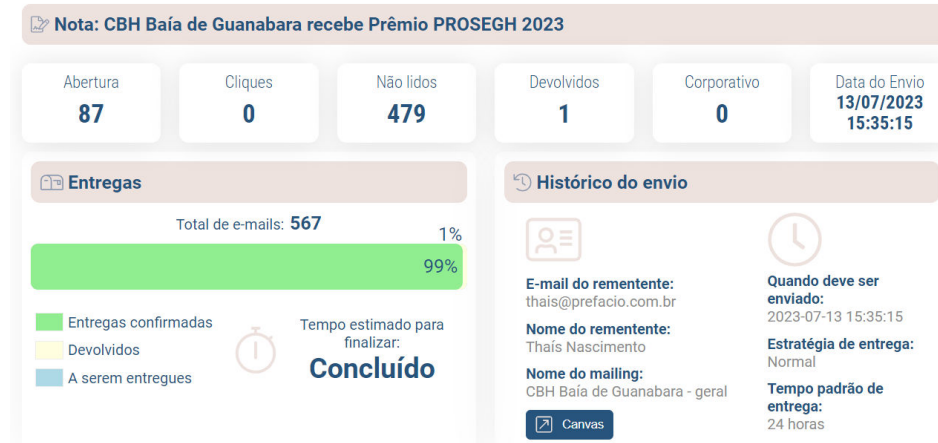 Nota: CBH Baía de Guanabara recebe Prêmio PROSEGH 2023
Abertura
87
Cliques
0
Não lidos
479
Devolvidos
1
Corporativo
0
Data do Envio
13/07/2023
15:35:15
Entregas
Total de e-mails: 567
1%
99%
Entregas confirmadas
Devolvidos
A serem entregues
Tempo estimado para
finalizar:
Concluído
Histórico do envio
E-mail do rementente:
thais@prefacio.com.br
Nome do rementente:
Thaís Nascimento
Nome do mailing:
CBH Baía de Guanabara - geral
Canvas
Quando deve ser
enviado:
2023-07-13 15:35:15
Estratégia de entrega:
Normal
Tempo padrão de
entrega:
24 horas